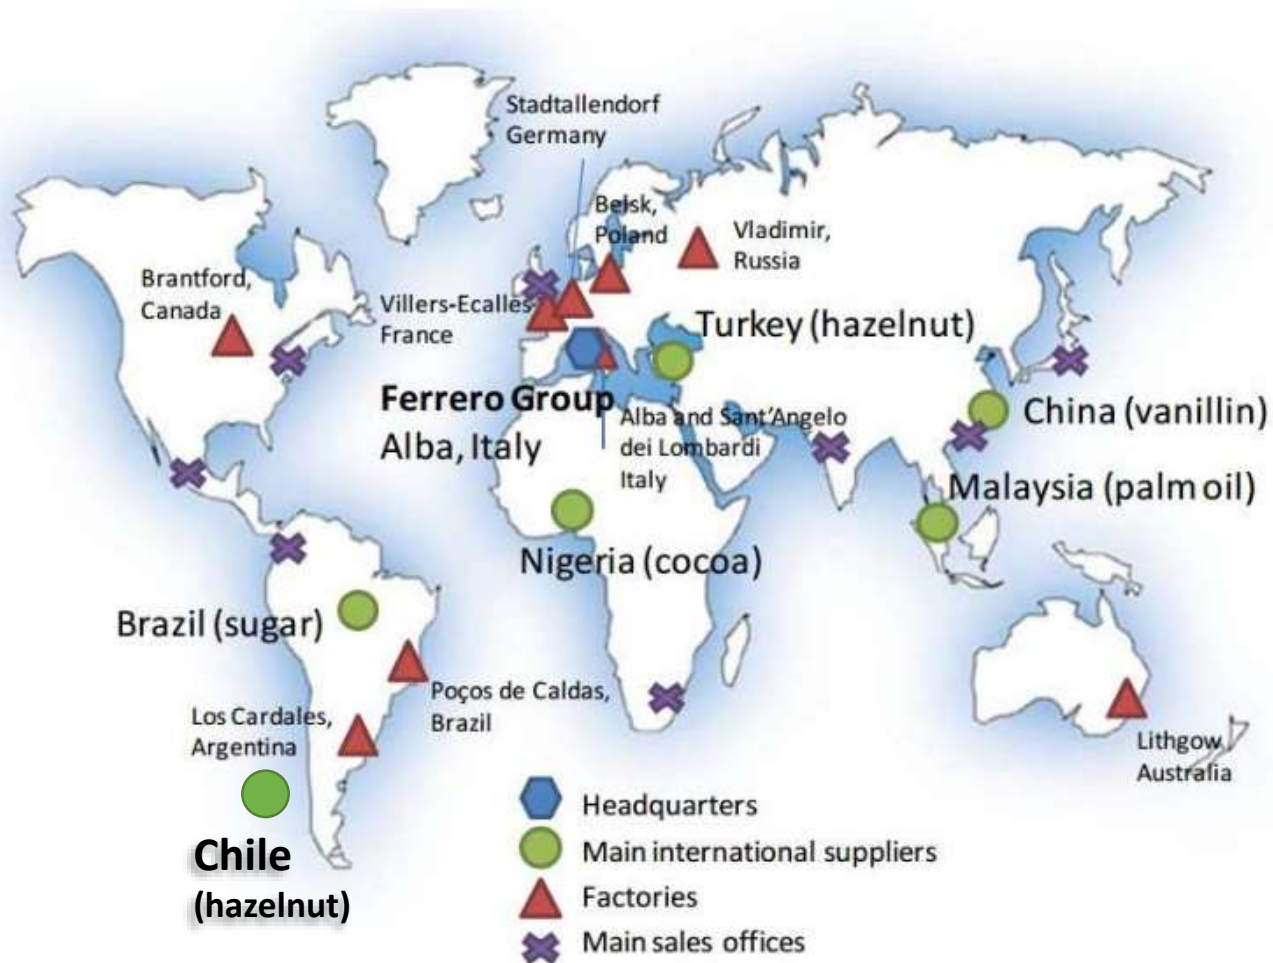 Stadtallendorf
Germany
Belsk,
Poland
Vladimir,
Russia
Brantford,
Canada
Villers-Ecalles
France
Turkey (hazelnut)
Ferrero Group
Alba, Italy
Alba and Sant'Angelo
dei Lombardi
Italy
China (vanillin)
Malaysia (palm oil)
Nigeria (cocoa)
Brazil (sugar)
Poços de Caldas,
Brazil
Los Cardales,
Argentina
Lithgow
Australia
Chile
(hazelnut)
Headquarters
Main international suppliers
Factories
Main sales offices